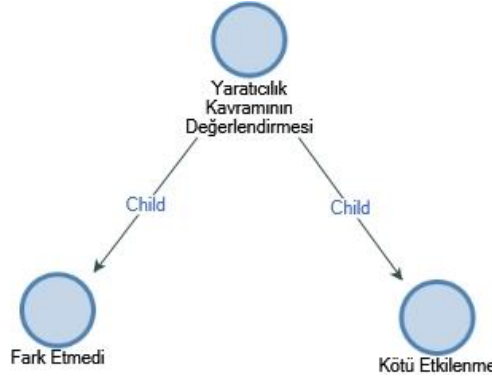 Yaratıcılık
Kavramının
Değerlendirmesi
Child
Child
Fark Etmedi
Kötü Etkilenme